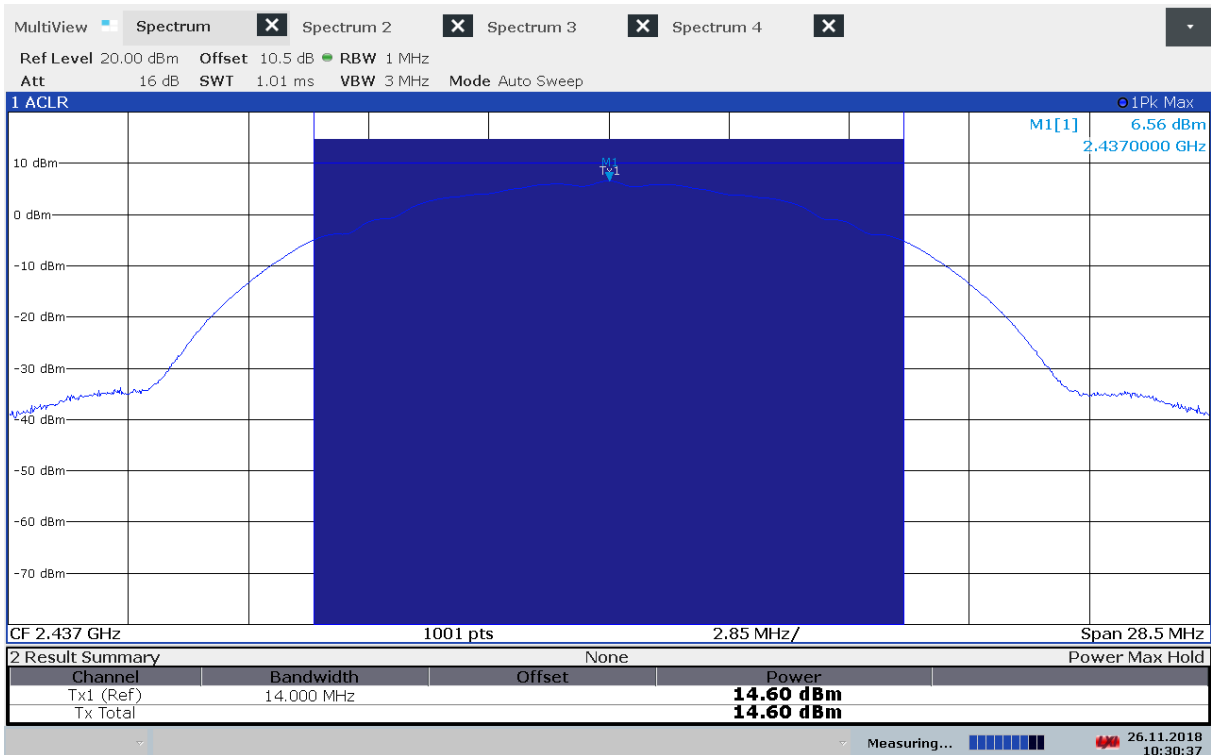 MultiView Spectrum X Spectrum 2 X Spectrum 3 X Spectrum 4 X
Ref Level 20.00 dBm Offset 10.5 dB RBW 1 MHz
Att 16 dB SWT 1.01 ms VBW 3 MHz Mode Auto Sweep
1 ACLR 1Pk Max
M1[1] 6.56 dBm
2.4370000 GHz
10 dBm
M1
Tx1
0 dBm
-10 dBm
-20 dBm
-30 dBm
-40 dBm
-50 dBm
-60 dBm
-70 dBm
CF 2.437 GHz 1001 pts 2.85 MHz/ Span 28.5 MHz
2 Result Summary None Power Max Hold
Channel Bandwidth Offset Power
Tx1 (Ref) 14.000 MHz 14.60 dBm
Tx Total 14.60 dBm
Measuring... 26.11.2018
10:30:37